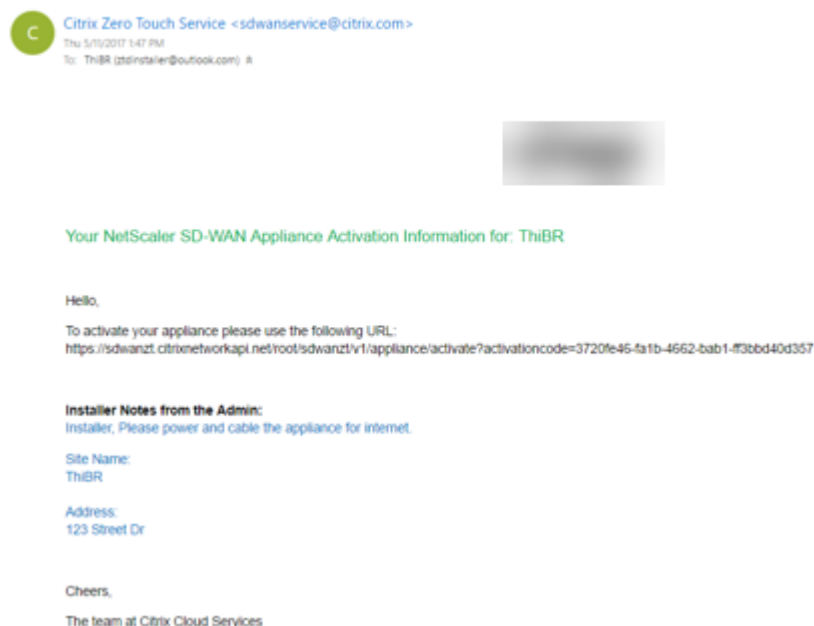 C
Citrix Zero Touch Service <sdwanservice@citrix.com>
Thu 5/11/2017 1:47 PM
To: ThiBR (ztdinstaller@outlook.com)
Your NetScaler SD-WAN Appliance Activation Information for: ThiBR
Hello,
To activate your appliance please use the following URL:
https://sdwanzt.citrixnetworkapi.net/root/sdwanzt/v1/appliance/activate?activationcode=3720fe46-fa1b-4662-bab1-ff3bbd40d357
Installer Notes from the Admin:
Installer, Please power and cable the appliance for internet.
Site Name:
ThiBR
Address:
123 Street Dr
Cheers,
The team at Citrix Cloud Services